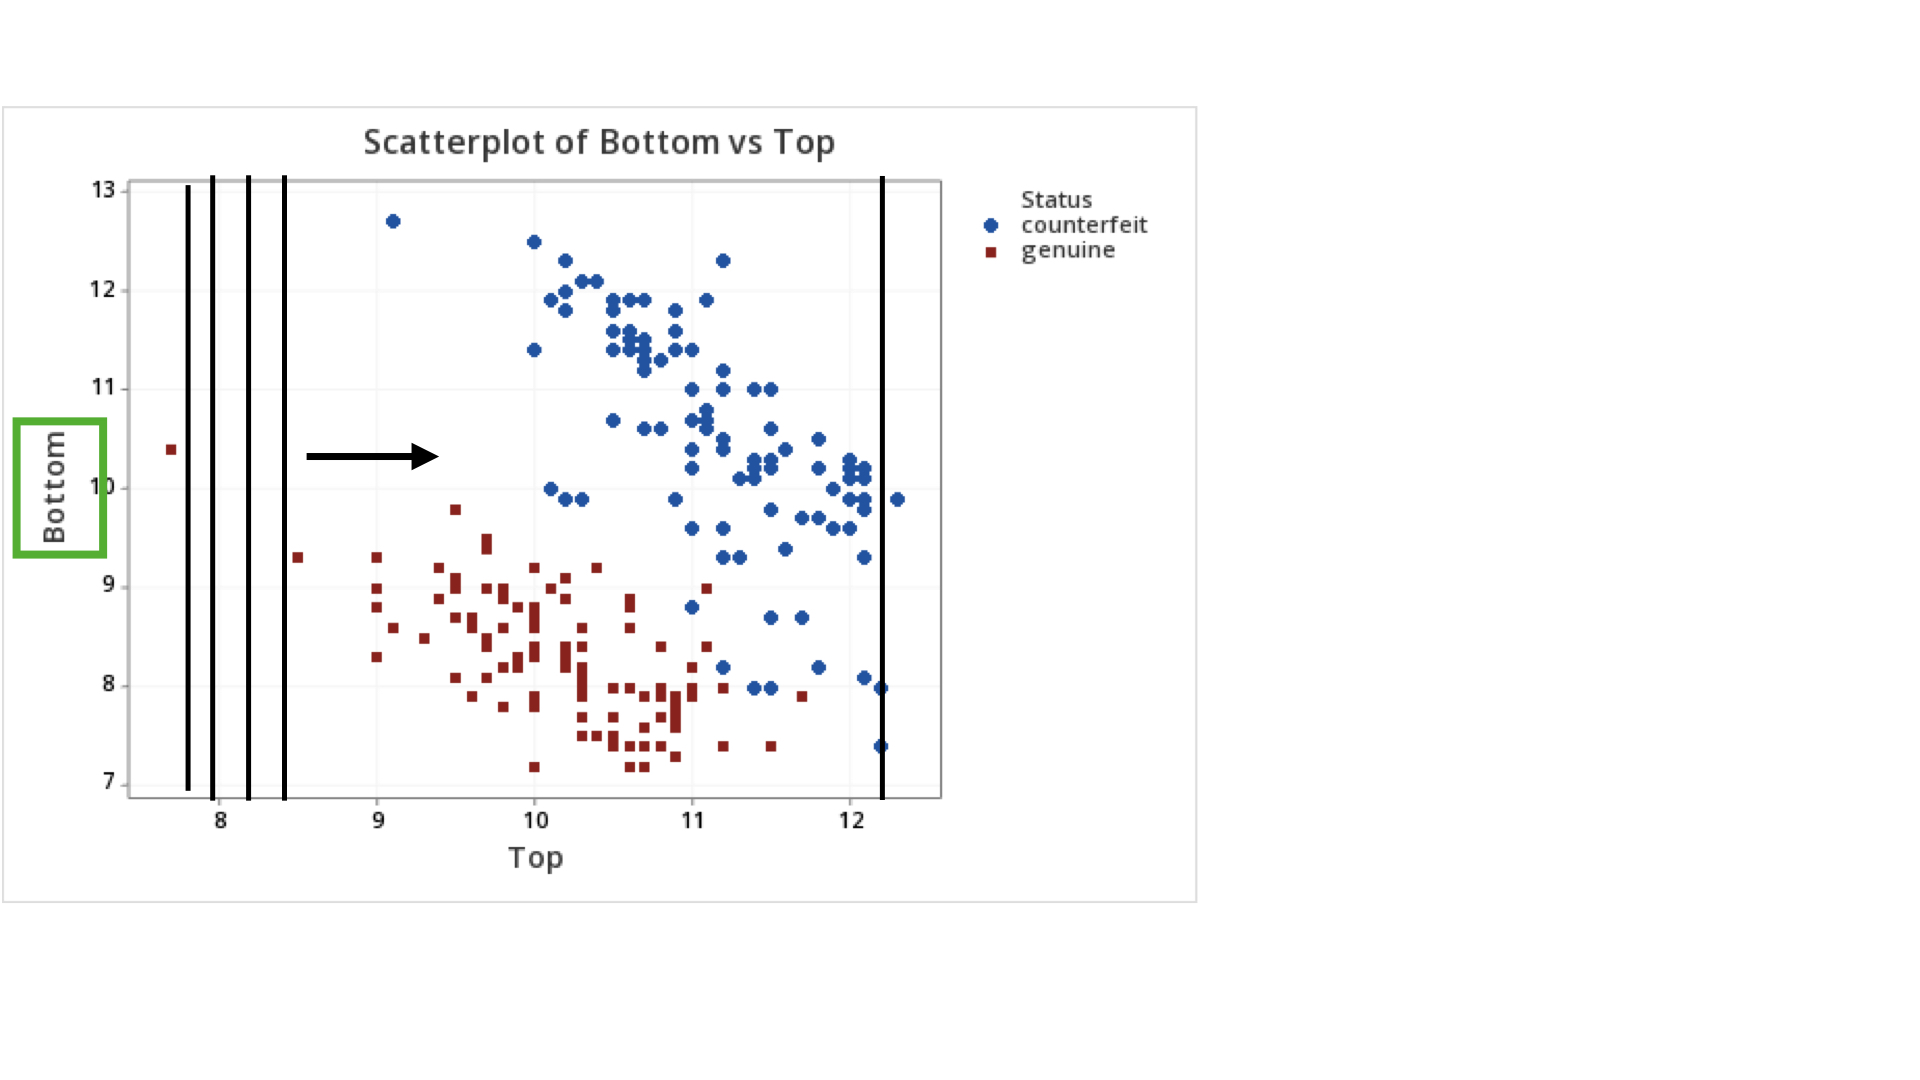 Scatterplot of Bottom vs Top
Status
counterfeit
genuine
13
12
11
10
9
8
7
Bottom
8 9 10 11 12
Top